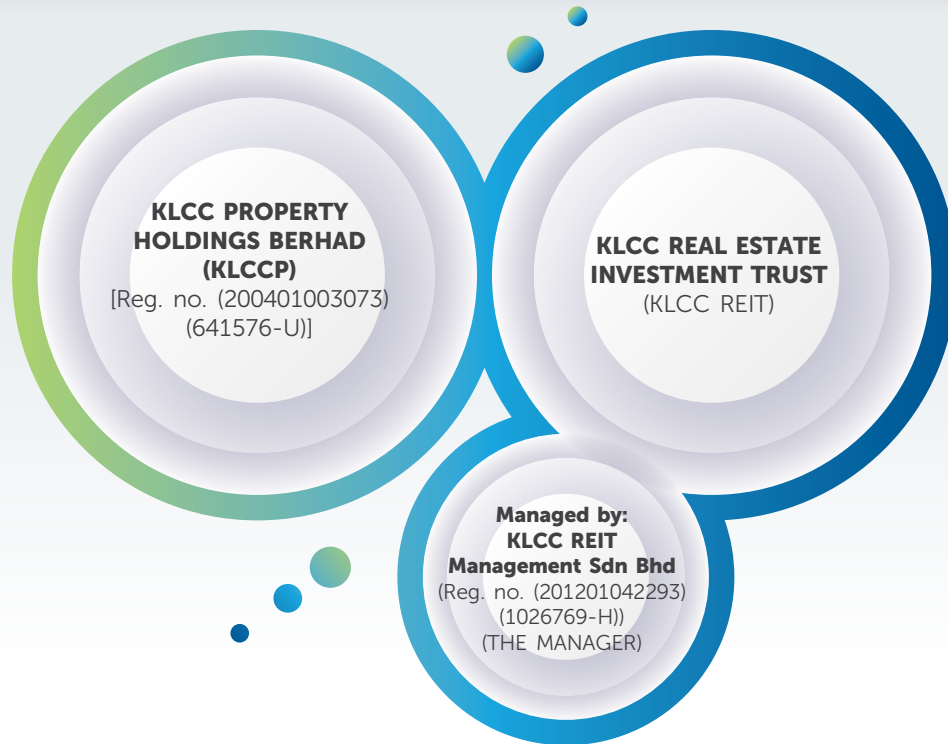 KLCC PROPERTY
HOLDINGS BERHAD
(KLCCP)
[Reg. no. (200401003073)
(641576-U)]
KLCC REAL ESTATE
INVESTMENT TRUST
(KLCC REIT)
Managed by:
KLCC REIT
Management Sdn Bhd
(Reg. no. (201201042293)
(1026769-H))
(THE MANAGER)